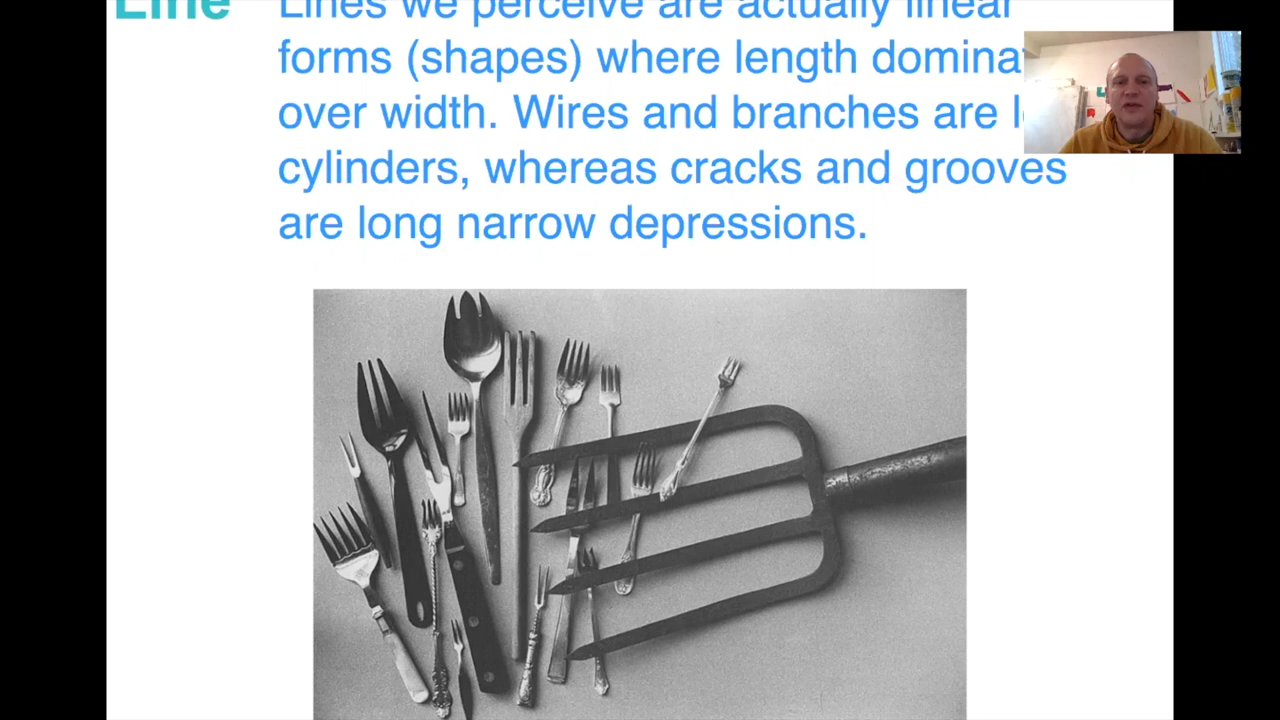 Line
Lines we perceive are actually linear
forms (shapes) where length domina
over width. Wires and branches are l
cylinders, whereas cracks and grooves
are long narrow depressions.